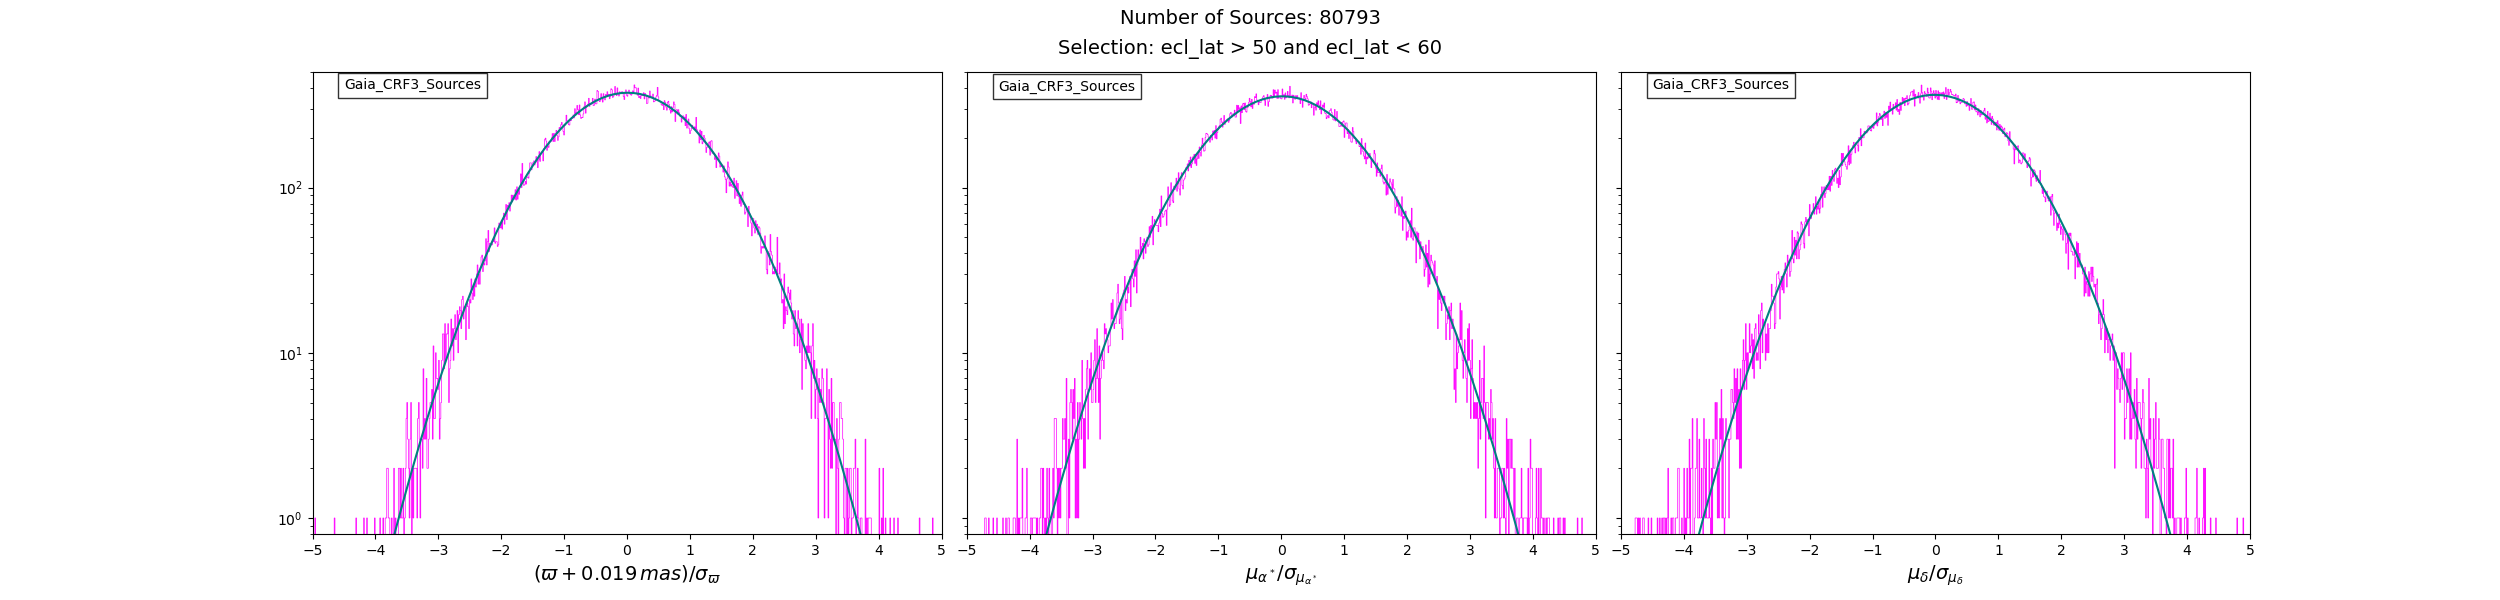 Number of Sources: 80793
Selection: ecl_lat > 50 and ecl_lat < 60
Gaia_CRF3_Sources
Gaia_CRF3_Sources
Gaia_CRF3_Sources
10²
10¹
10⁰
−5 −4 −3 −2 −1 0 1 2 3 4 5
−5 −4 −3 −2 −1 0 1 2 3 4 5
−5 −4 −3 −2 −1 0 1 2 3 4 5
(ϖ + 0.019 mas)/σ_ϖ
μ_α*/σ_μ_α*
μ_δ/σ_μ_δ